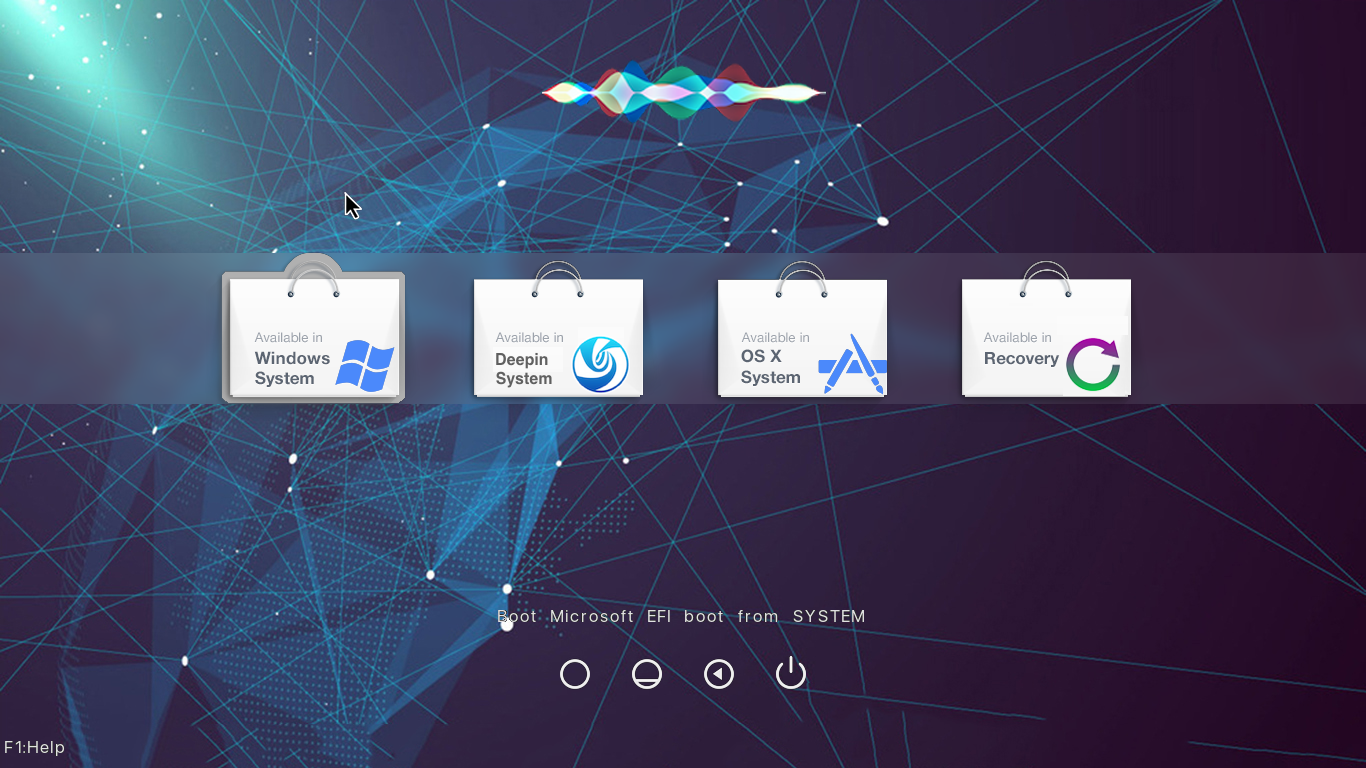 Available in
Windows
System
Available in
Deepin
System
Available in
OS X
System
Available in
Recovery
Boot Microsoft EFI boot from SYSTEM
F1:Help